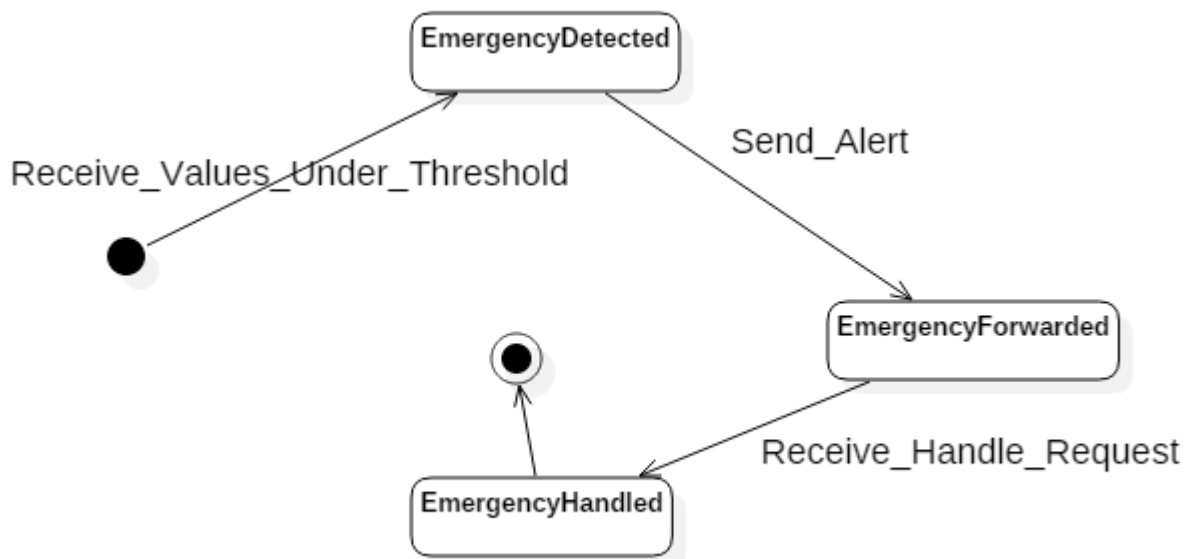 EmergencyDetected
Send_Alert
Receive_Values_Under_Threshold
EmergencyForwarded
Receive_Handle_Request
EmergencyHandled